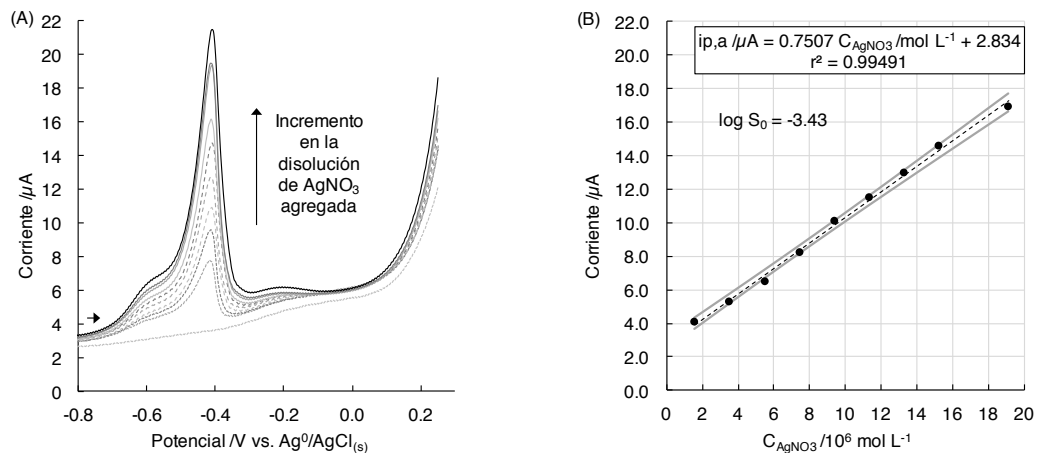 (A)
22
20
18
16
14
12
10
8
6
4
2
0
Corriente /µA
Incremento
en la
disolución
de AgNO3
agregada
-0.8
-0.6
-0.4
-0.2
0.0
0.2
Potencial /V vs. Ag0/AgCl(s)
(B)
22.0
20.0
18.0
16.0
14.0
12.0
10.0
8.0
6.0
4.0
2.0
0.0
Corriente /µA
ip,a /µA = 0.7507 CAgNO3 /mol L-1 + 2.834
r² = 0.99491
log S0 = -3.43
2
4
6
8
10
12
14
16
18
20
CAgNO3 /10⁶ mol L-1